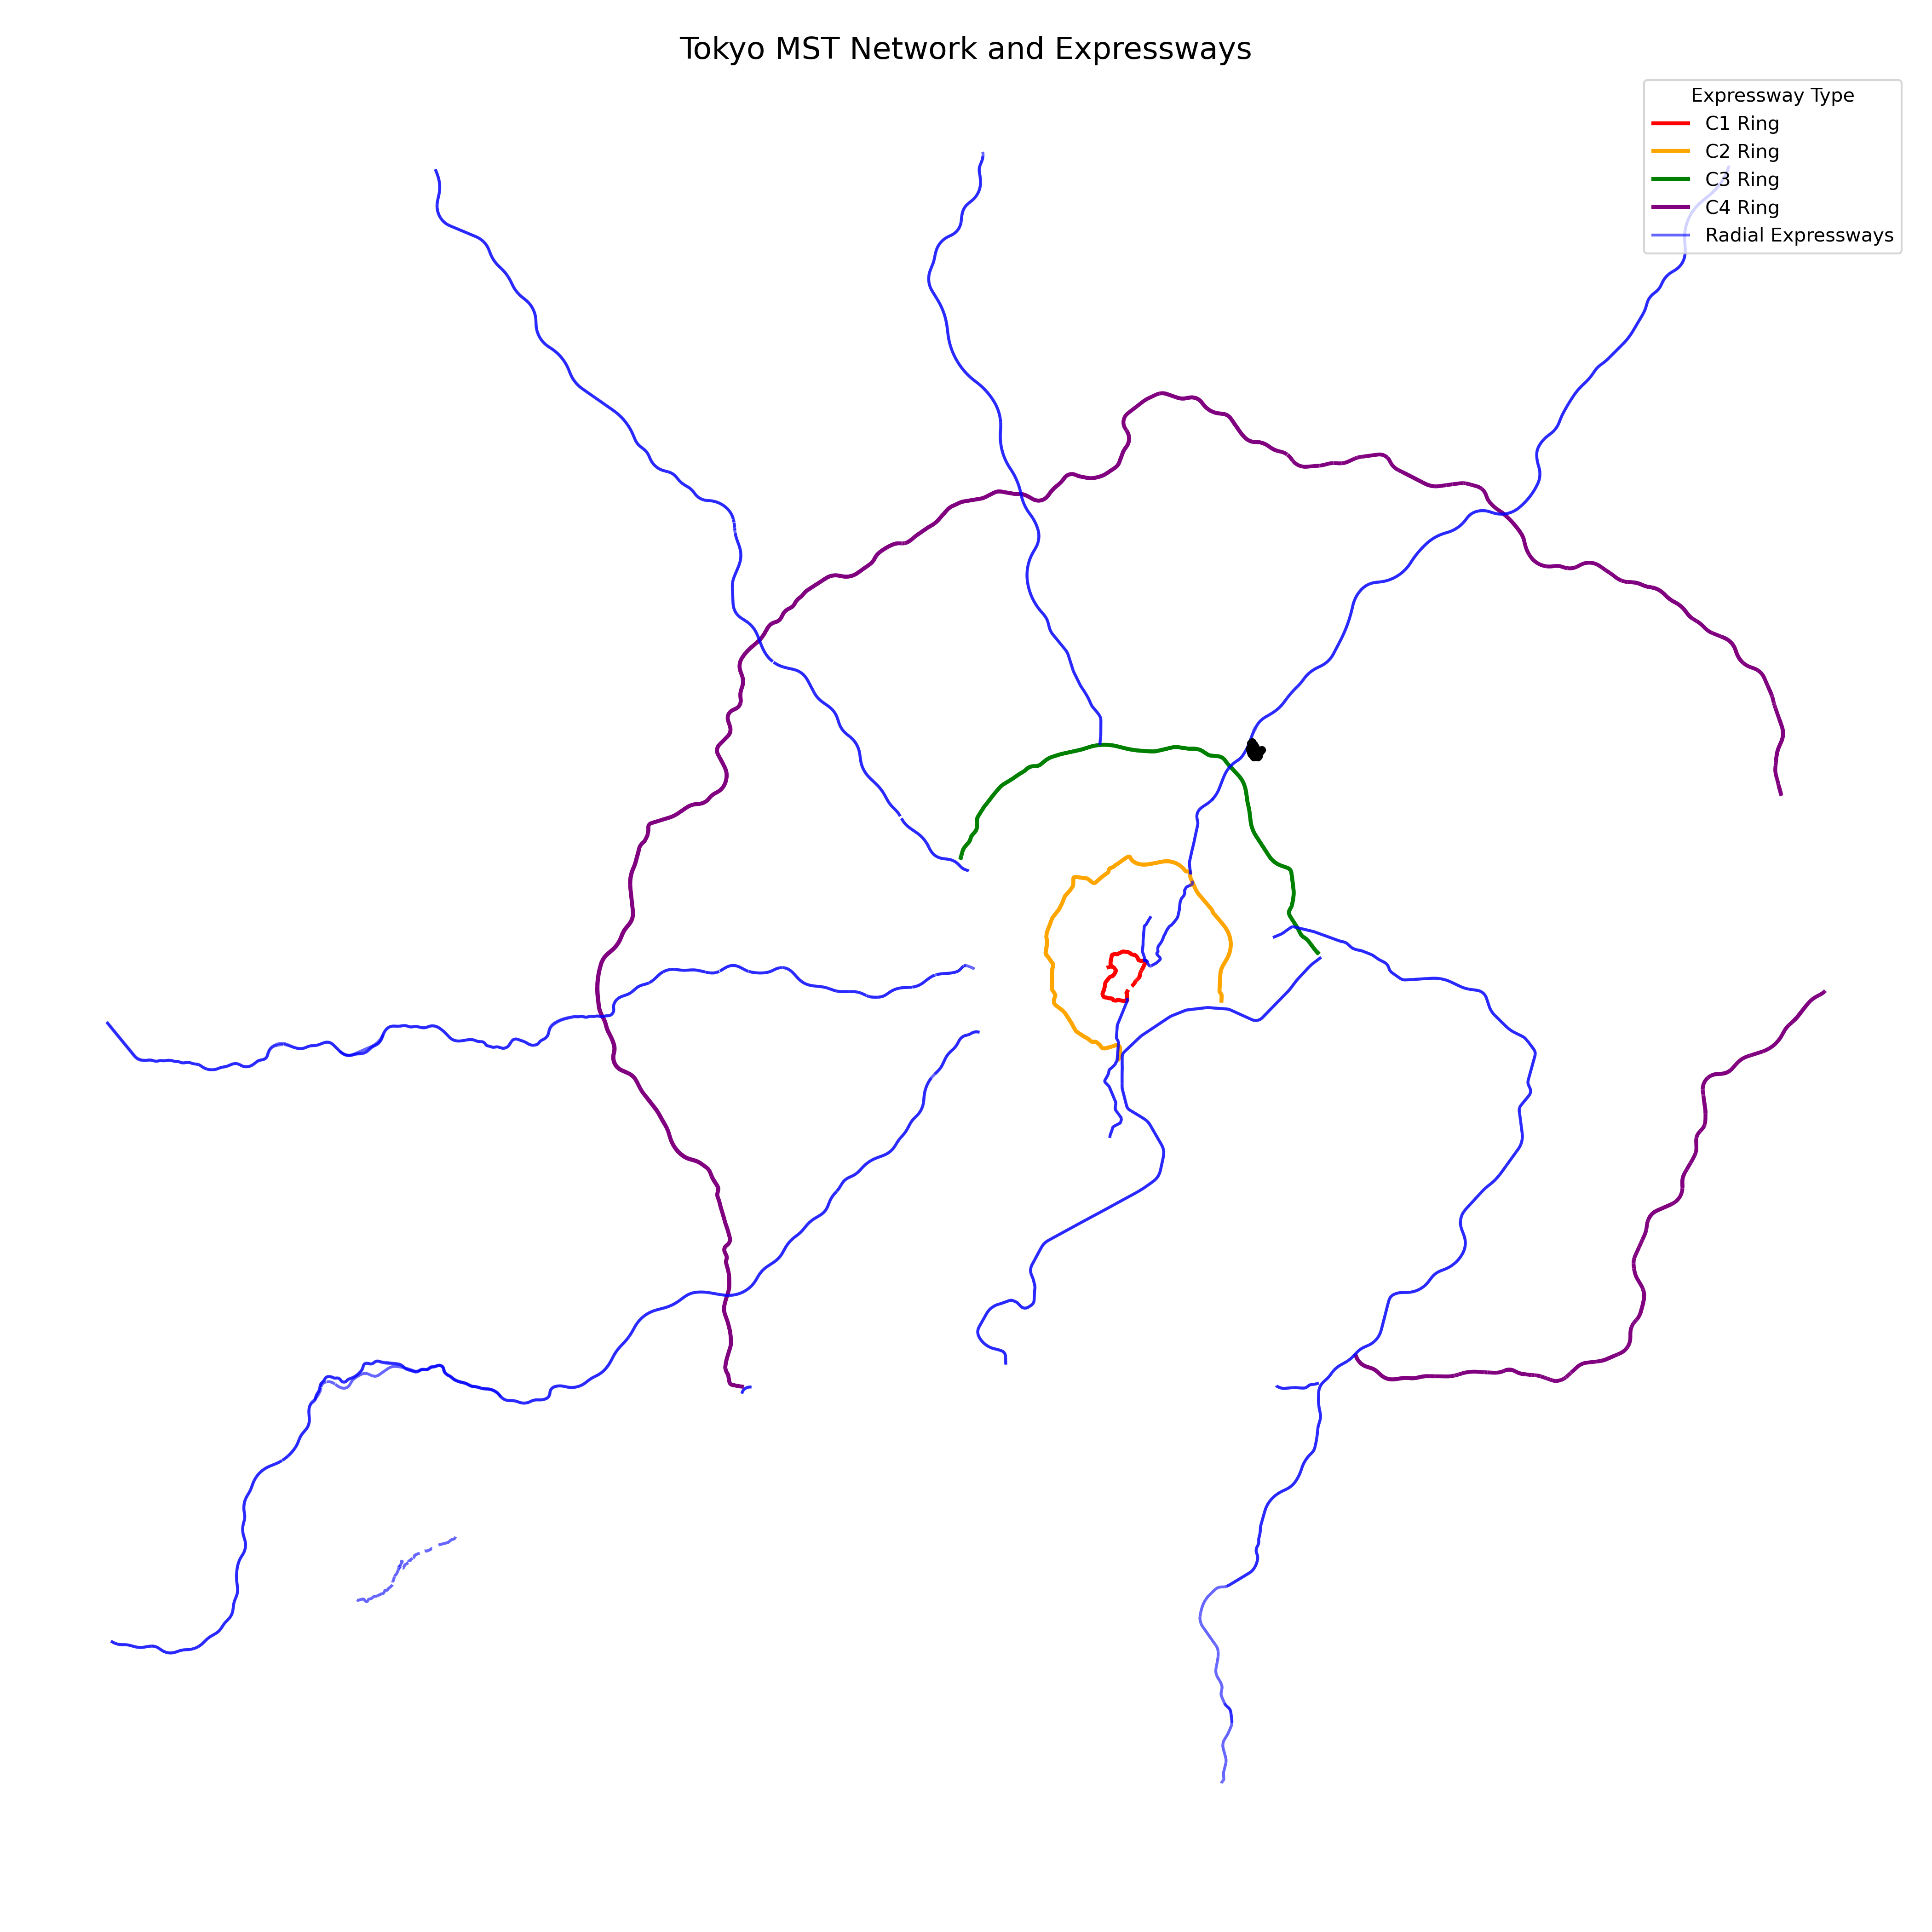 Tokyo MST Network and Expressways
Expressway Type
C1 Ring
C2 Ring
C3 Ring
C4 Ring
Radial Expressways